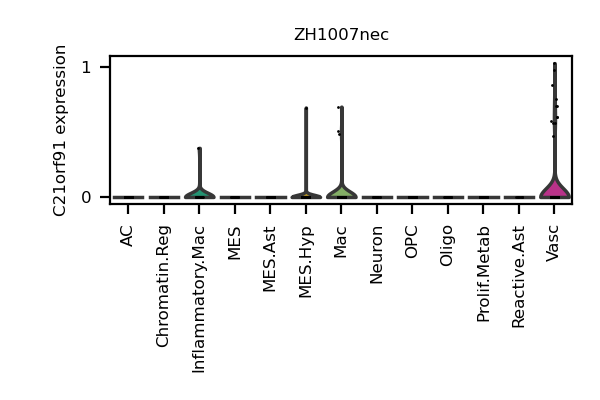 ZH1007nec
C21orf91 expression
1
0
AC
Chromatin.Reg
Inflammatory.Mac
MES
MES.Ast
MES.Hyp
Mac
Neuron
OPC
Oligo
Prolif.Metab
Reactive.Ast
Vasc